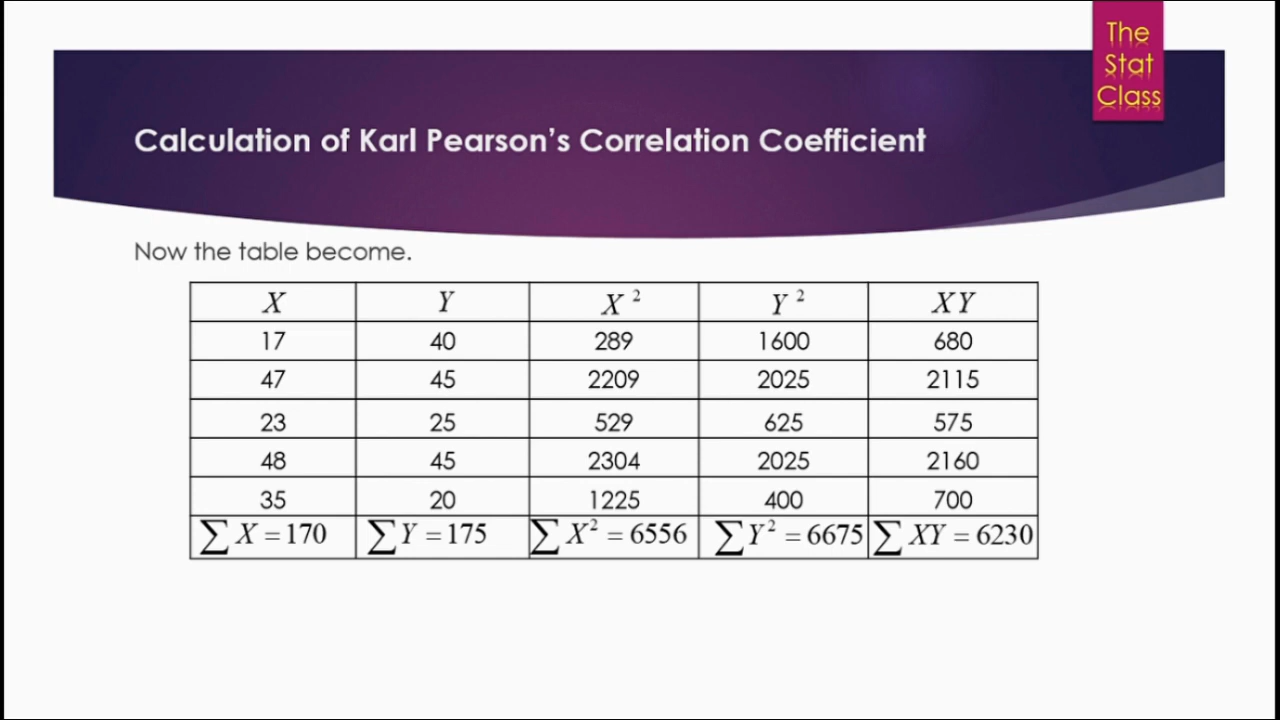 The
Stat
Class
Calculation of Karl Pearson's Correlation Coefficient
Now the table become.
X Y X² Y² XY
17 40 289 1600 680
47 45 2209 2025 2115
23 25 529 625 575
48 45 2304 2025 2160
35 20 1225 400 700
∑X = 170 ∑Y = 175 ∑X² = 6556 ∑Y² = 6675 ∑XY = 6230